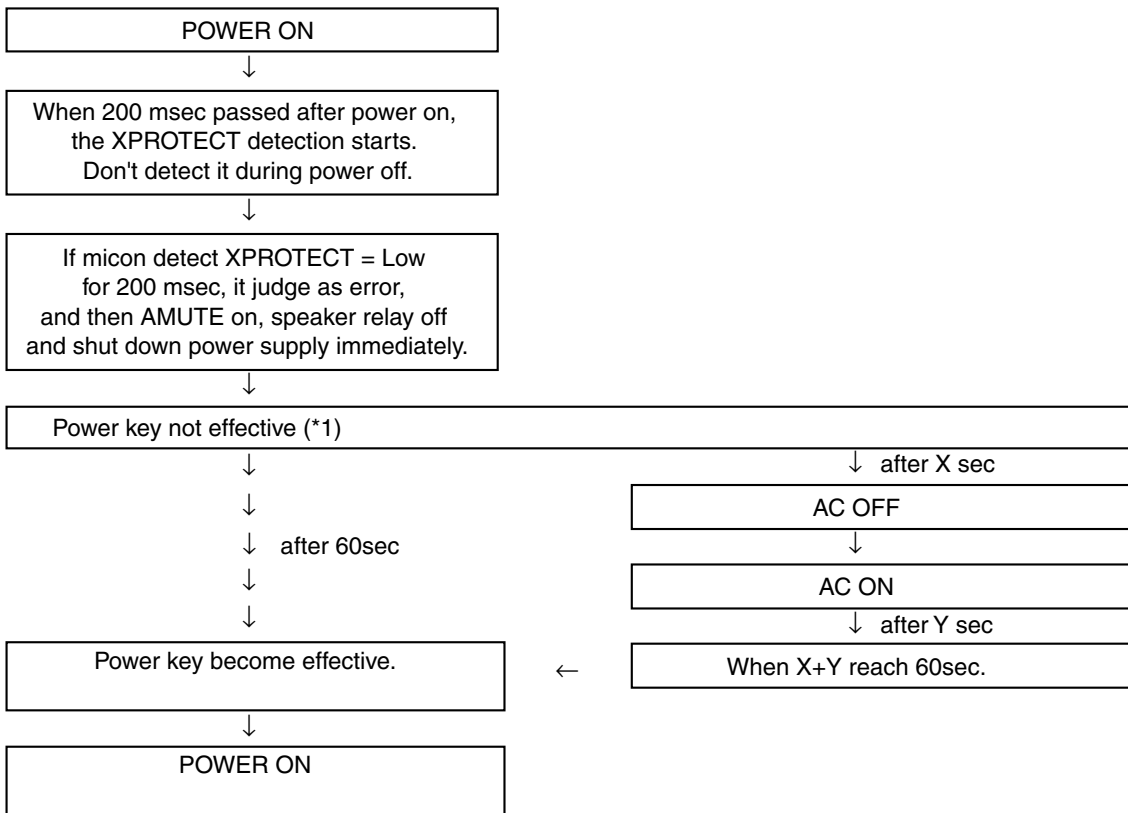 POWER ON
↓
When 200 msec passed after power on,
the XPROTECT detection starts.
Don't detect it during power off.
↓
If micon detect XPROTECT = Low
for 200 msec, it judge as error,
and then AMUTE on, speaker relay off
and shut down power supply immediately.
↓
Power key not effective (*1)
↓
↓
↓ after 60sec
↓
↓
↓ after X sec
AC OFF
↓
AC ON
↓ after Y sec
When X+Y reach 60sec.
←
Power key become effective.
↓
POWER ON